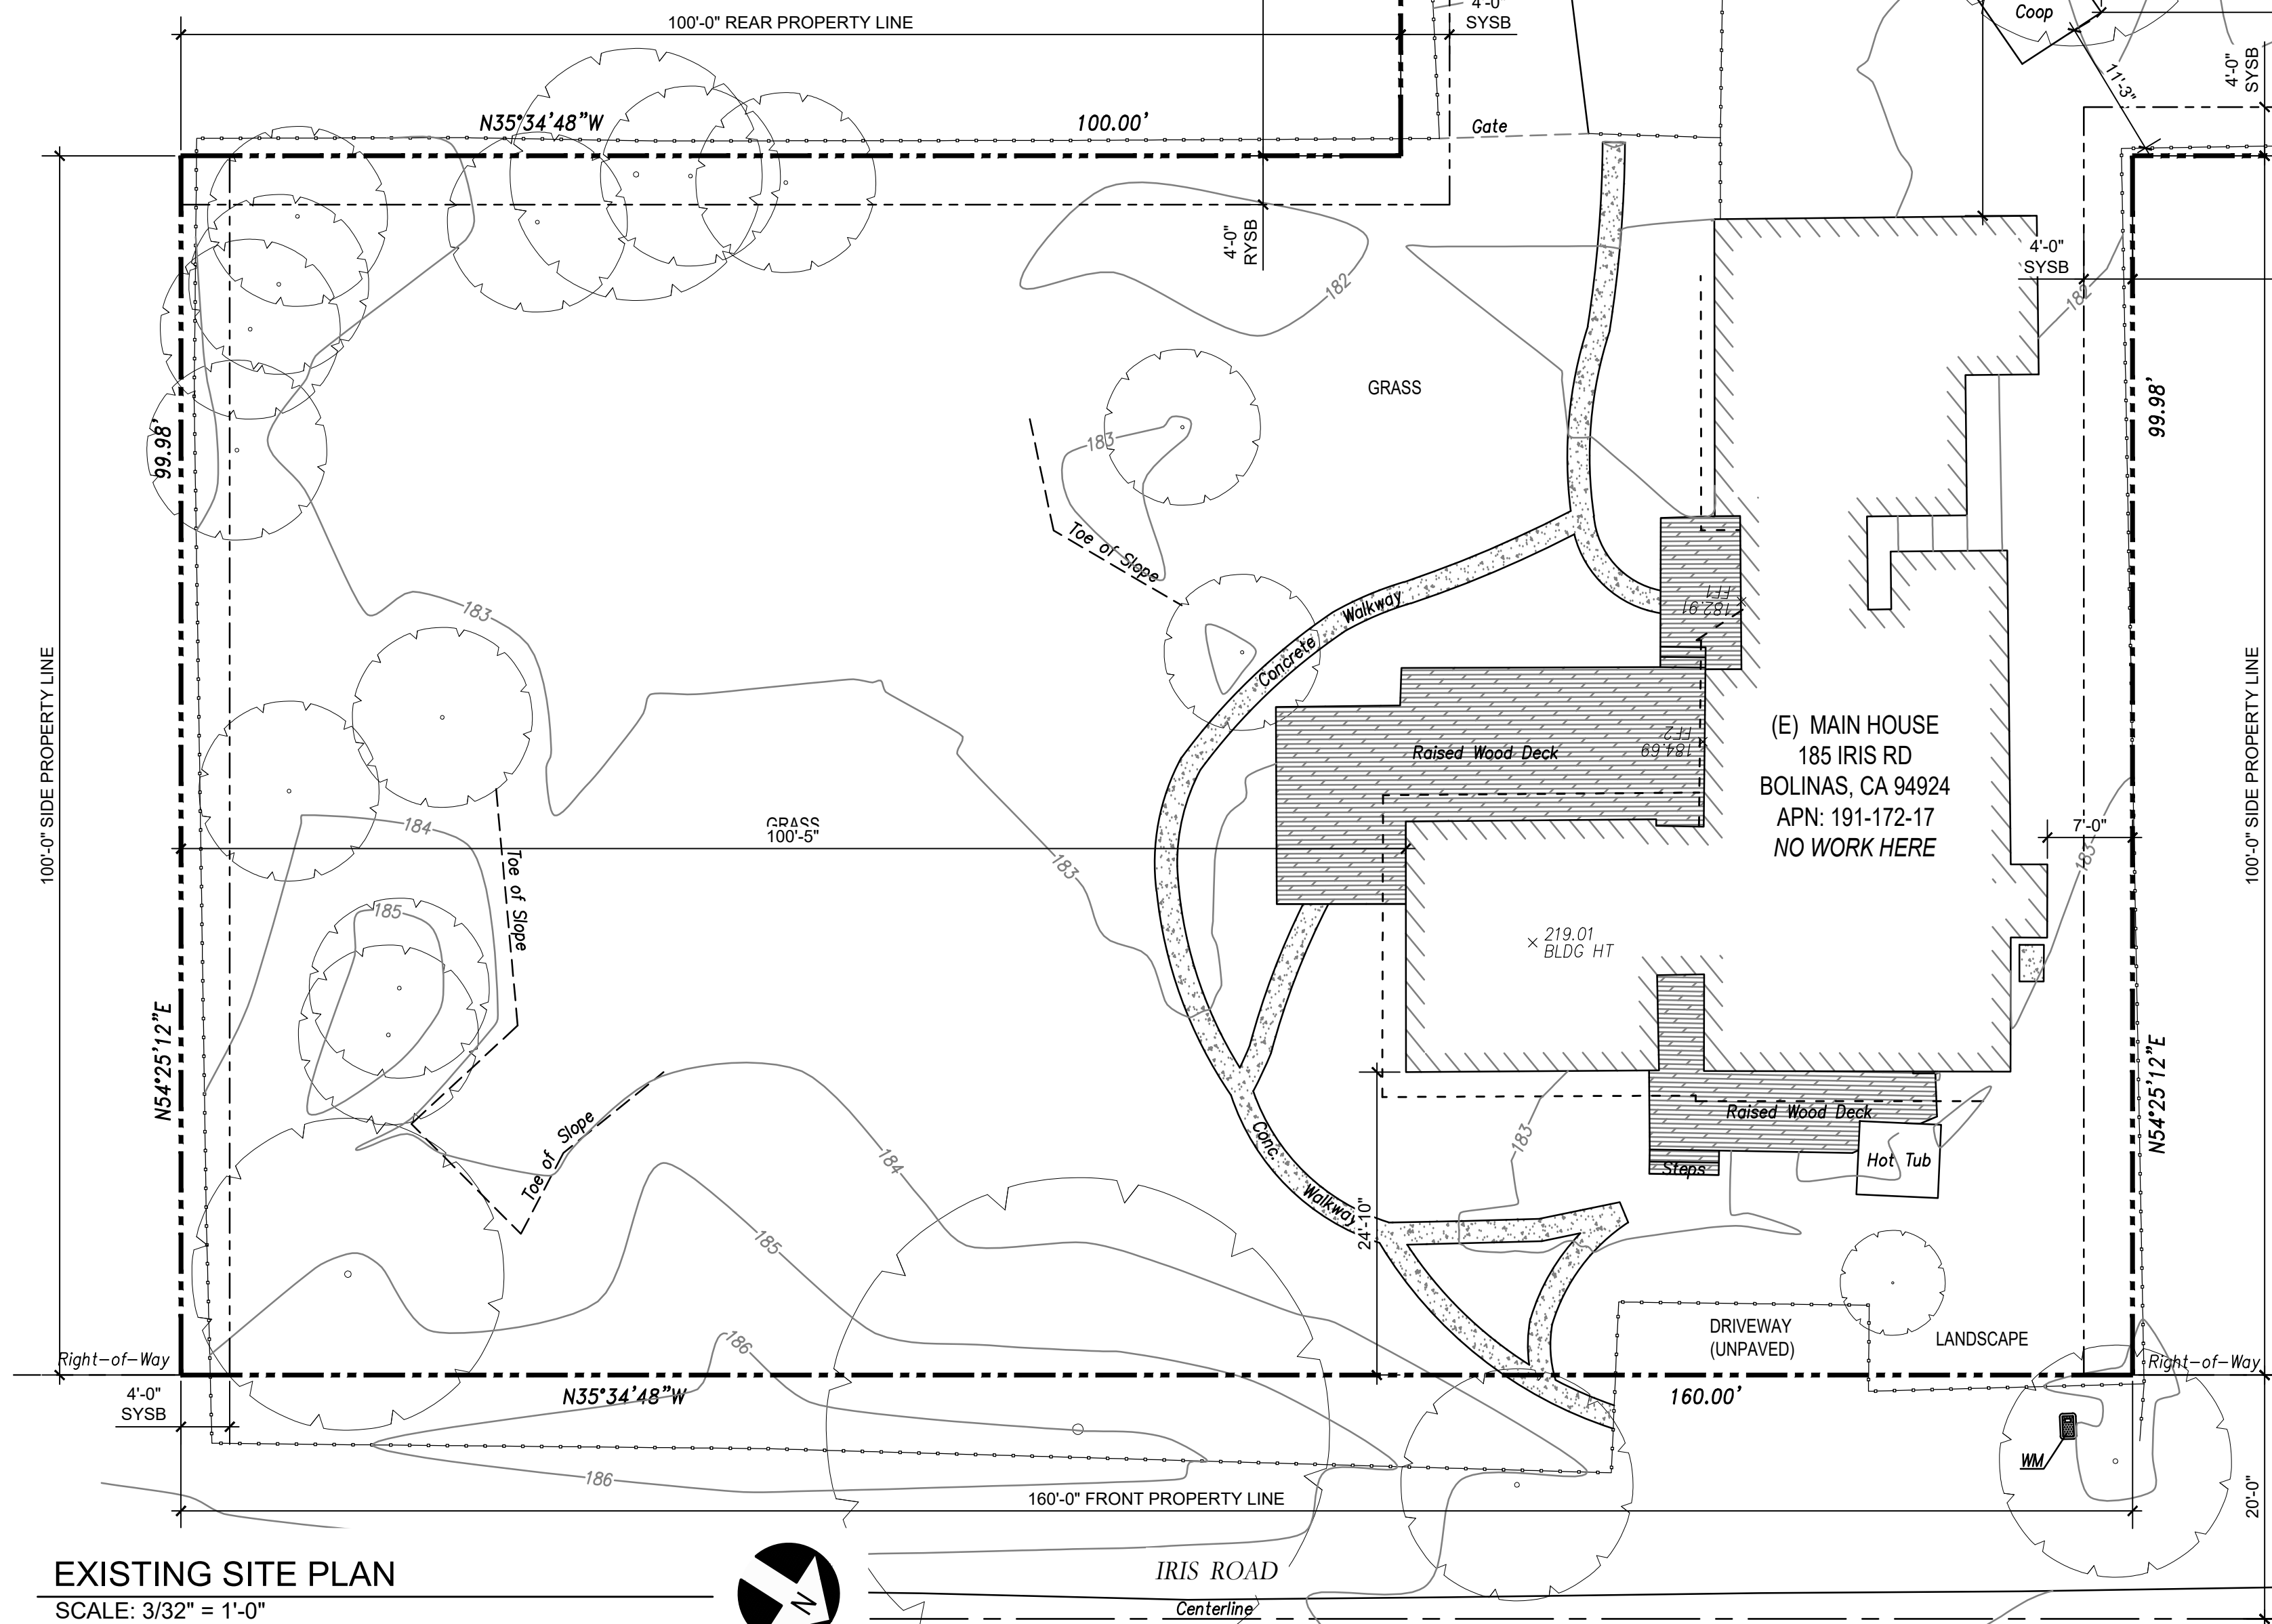 100'-0" REAR PROPERTY LINE
4'-0"
SYSB
Coop
11'-3"
4'-0"
SYSB
N35°34'48"W
100.00'
Gate
4'-0"
RYSB
182
4'-0"
SYSB
182
GRASS
99.98'
99.98'
183
Toe of Slope
183
Concrete Walkway
FF1
182.91
100'-0" SIDE PROPERTY LINE
Raised Wood Deck
FF2
184.69
(E) MAIN HOUSE
185 IRIS RD
BOLINAS, CA 94924
APN: 191-172-17
NO WORK HERE
100'-0" SIDE PROPERTY LINE
184
GRASS
100'-5"
183
7'-0"
183
Toe of Slope
185
219.01
BLDG HT
N54°25'12"E
N54°25'12"E
Toe of Slope
184
Conc. Walkway
183
Raised Wood Deck
Steps
Hot Tub
24'-10"
185
186
DRIVEWAY
(UNPAVED)
LANDSCAPE
Right-of-Way
Right-of-Way
4'-0"
SYSB
N35°34'48"W
160.00'
WM
186
160'-0" FRONT PROPERTY LINE
20'-0"
EXISTING SITE PLAN
SCALE: 3/32" = 1'-0"
N
IRIS ROAD
Centerline